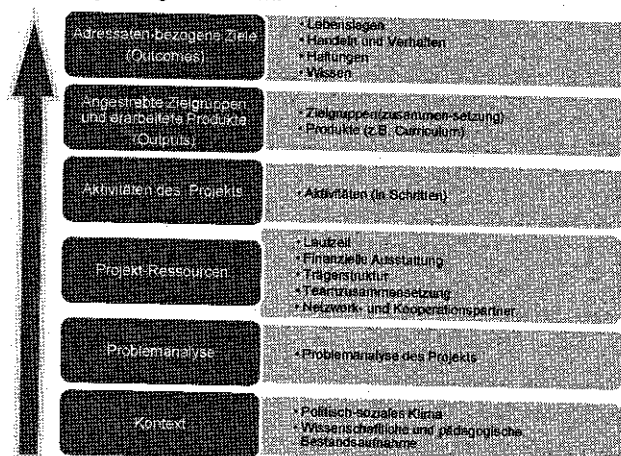 Adressaten-bezogene Ziele
(Outcomes)
• Lebenslagen
• Handeln und Verhalten
• Haltungen
• Wissen
Angestrebte Zielgruppen
und erarbeitete Produkte
(Outputs)
• Zielgruppen(zusammen-setzung)
• Produkte (z.B. Curriculum)
Aktivitäten des Projekts
• Aktivitäten (in Schritten)
Projekt-Ressourcen
• Laufzeit
• Finanzielle Ausstattung
• Trägerstruktur
• Teamzusammensetzung
• Netzwerk- und Kooperationspartner
Problemanalyse
• Problemanalyse des Projekts
Kontext
• Politisch-soziales Klima
• Wissenschaftliche und pädagogische
Bestandsaufnahme